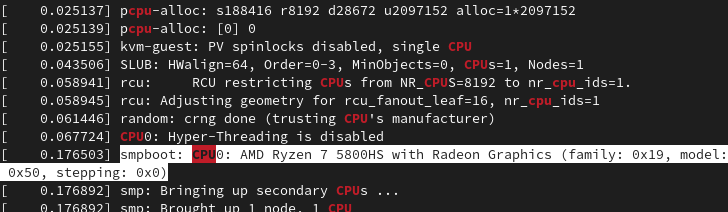 [    0.025137] pcpu-alloc: s188416 r8192 d28672 u2097152 alloc=1*2097152
[    0.025139] pcpu-alloc: [0] 0
[    0.025155] kvm-guest: PV spinlocks disabled, single CPU
[    0.043506] SLUB: HWalign=64, Order=0-3, MinObjects=0, CPUs=1, Nodes=1
[    0.058941] rcu:     RCU restricting CPUs from NR_CPUS=8192 to nr_cpu_ids=1.
[    0.058945] rcu: Adjusting geometry for rcu_fanout_leaf=16, nr_cpu_ids=1
[    0.061446] random: crng done (trusting CPU's manufacturer)
[    0.067724] CPU0: Hyper-Threading is disabled
[    0.176503] smpboot: CPU0: AMD Ryzen 7 5800HS with Radeon Graphics (family: 0x19, model:
0x50, stepping: 0x0)
[    0.176892] smp: Bringing up secondary CPUs ...
[    0.176892] smp: Brought up 1 node, 1 CPU